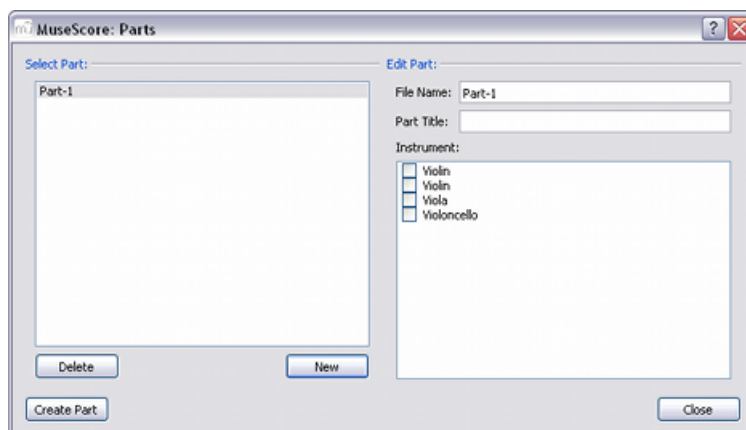 MuseScore: Parts
Select Part:
Part-1
Delete
New
Create Part
Edit Part:
File Name: Part-1
Part Title:
Instrument:
Violin
Violin
Viola
Violoncello
Close